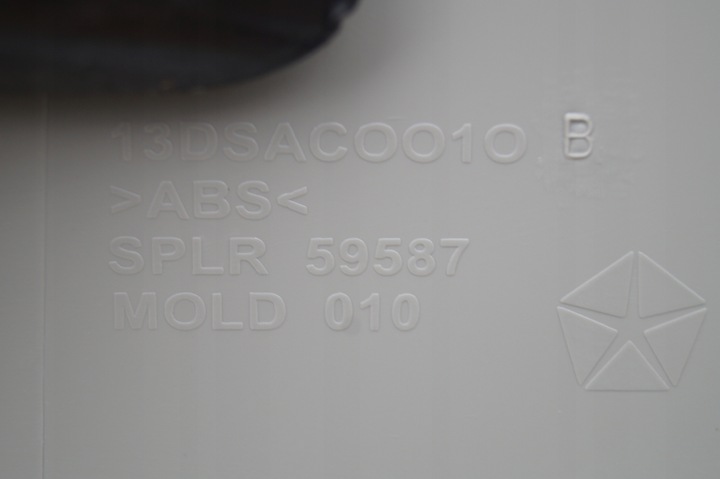 13DSAC0010 B
>ABS<
SPLR 59587
MOLD 010